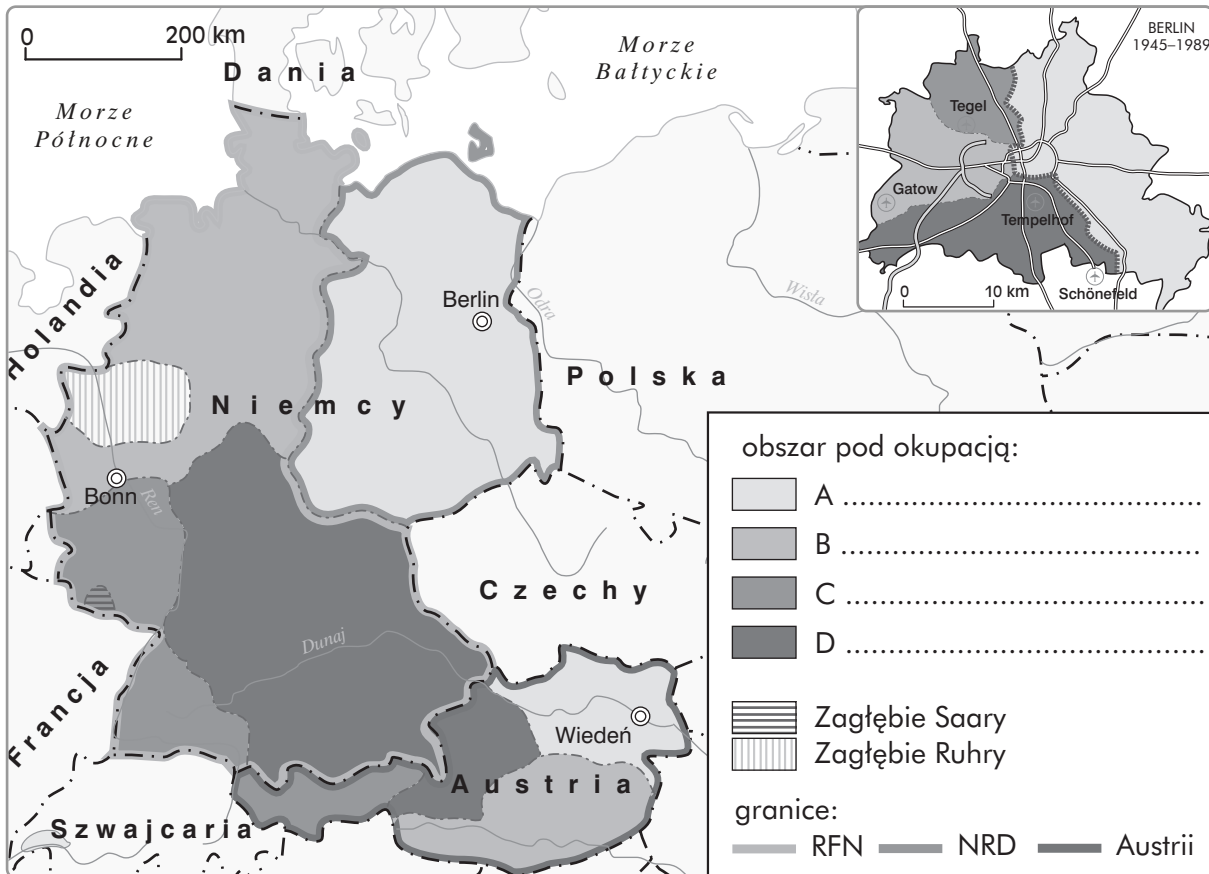 0 200 km
Dania
Morze
Bałtyckie
Morze
Północne
BERLIN
1945–1989
Tegel
Gatow
Tempelhof
Schönefeld
0 10 km
Holandia
Berlin
Odra
Wisła
Polska
Niemcy
Bonn
Ren
Czechy
Dunaj
Francja
Wiedeń
Austria
Szwajcaria
obszar pod okupacją:
A ........................................
B ........................................
C ........................................
D ........................................
Zagłębie Saary
Zagłębie Ruhry
granice:
RFN NRD Austrii